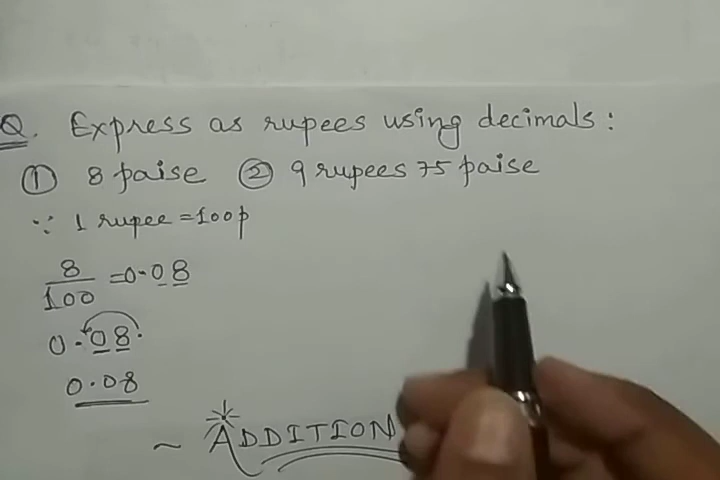 Q. Express as rupees using decimals:
① 8 paise ② 9 rupees 75 paise
∵ 1 rupee = 100p
8/100 = 0.08
0.08.
0.08
~ ADDITION